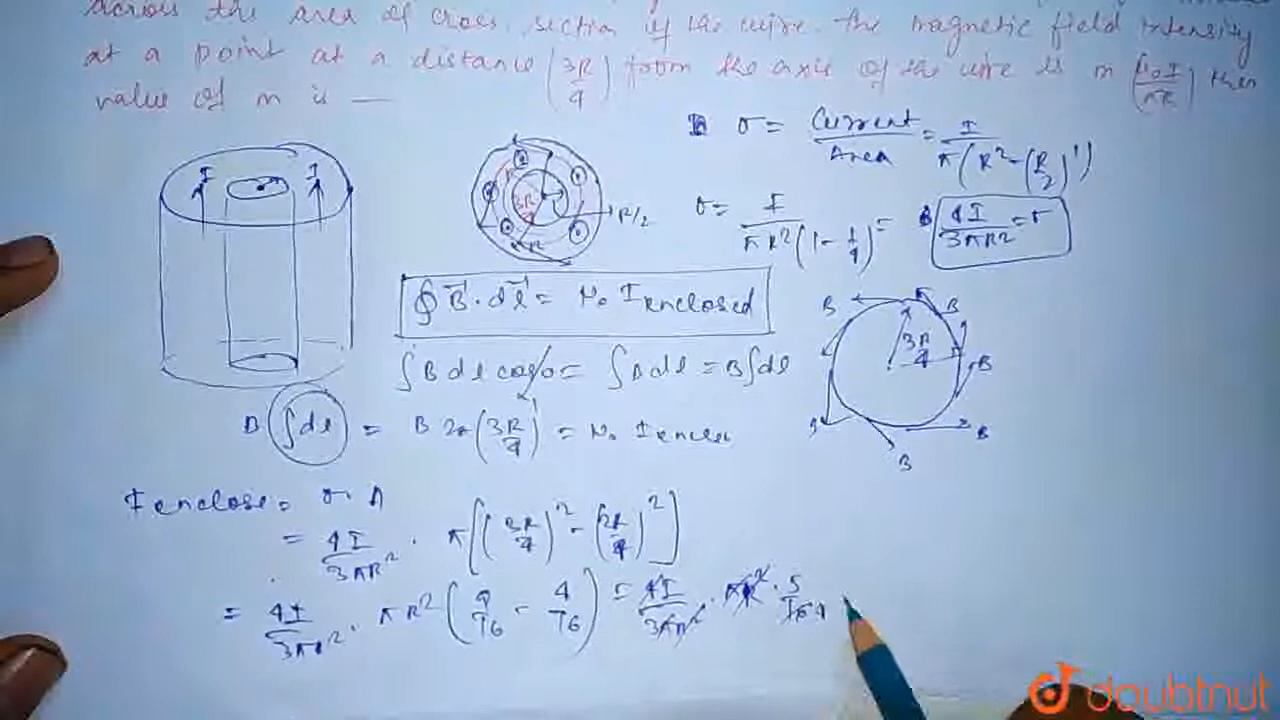 across the area of cross section of the wire. the magnetic field intensity
at a point at a distance (3R/4) from the axis of the wire is m (μ₀I/πR) then
value of m is —
σ = Current/Area = I/π(R²-(R/2)²)
I I
3R
R/2
σ = I/πR²(1-1/4) = 4I/3πR² = σ
∮B⃗·dl⃗ = μ₀ I enclosed
B B
3R/4
∫B dl cos0 = ∫Bdl = B∫dl
B
B ∫dl = B 2π(3R/4) = μ₀ I enclo
B B
B
I enclose = σ. A
= 4I/3πR² . π[(3R/4)² - (2R/4)²]
= 4I/3πR² . πR² (9/16 - 4/16) = 4I/3πR² . πR² . 5/16 4
doubtnut